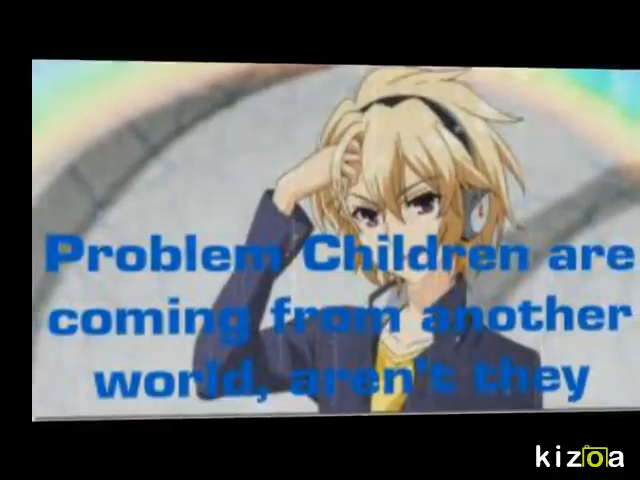 Problem Children are
coming from another
world, aren't they
kizoa